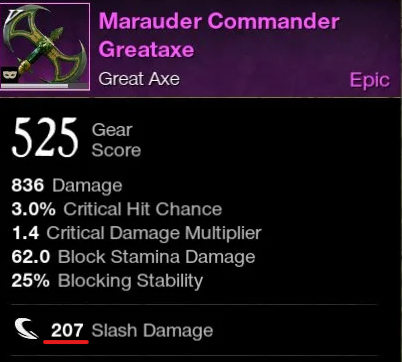 Marauder Commander
Greataxe
Great Axe
Epic
525 Gear
Score
836 Damage
3.0% Critical Hit Chance
1.4 Critical Damage Multiplier
62.0 Block Stamina Damage
25% Blocking Stability
207 Slash Damage